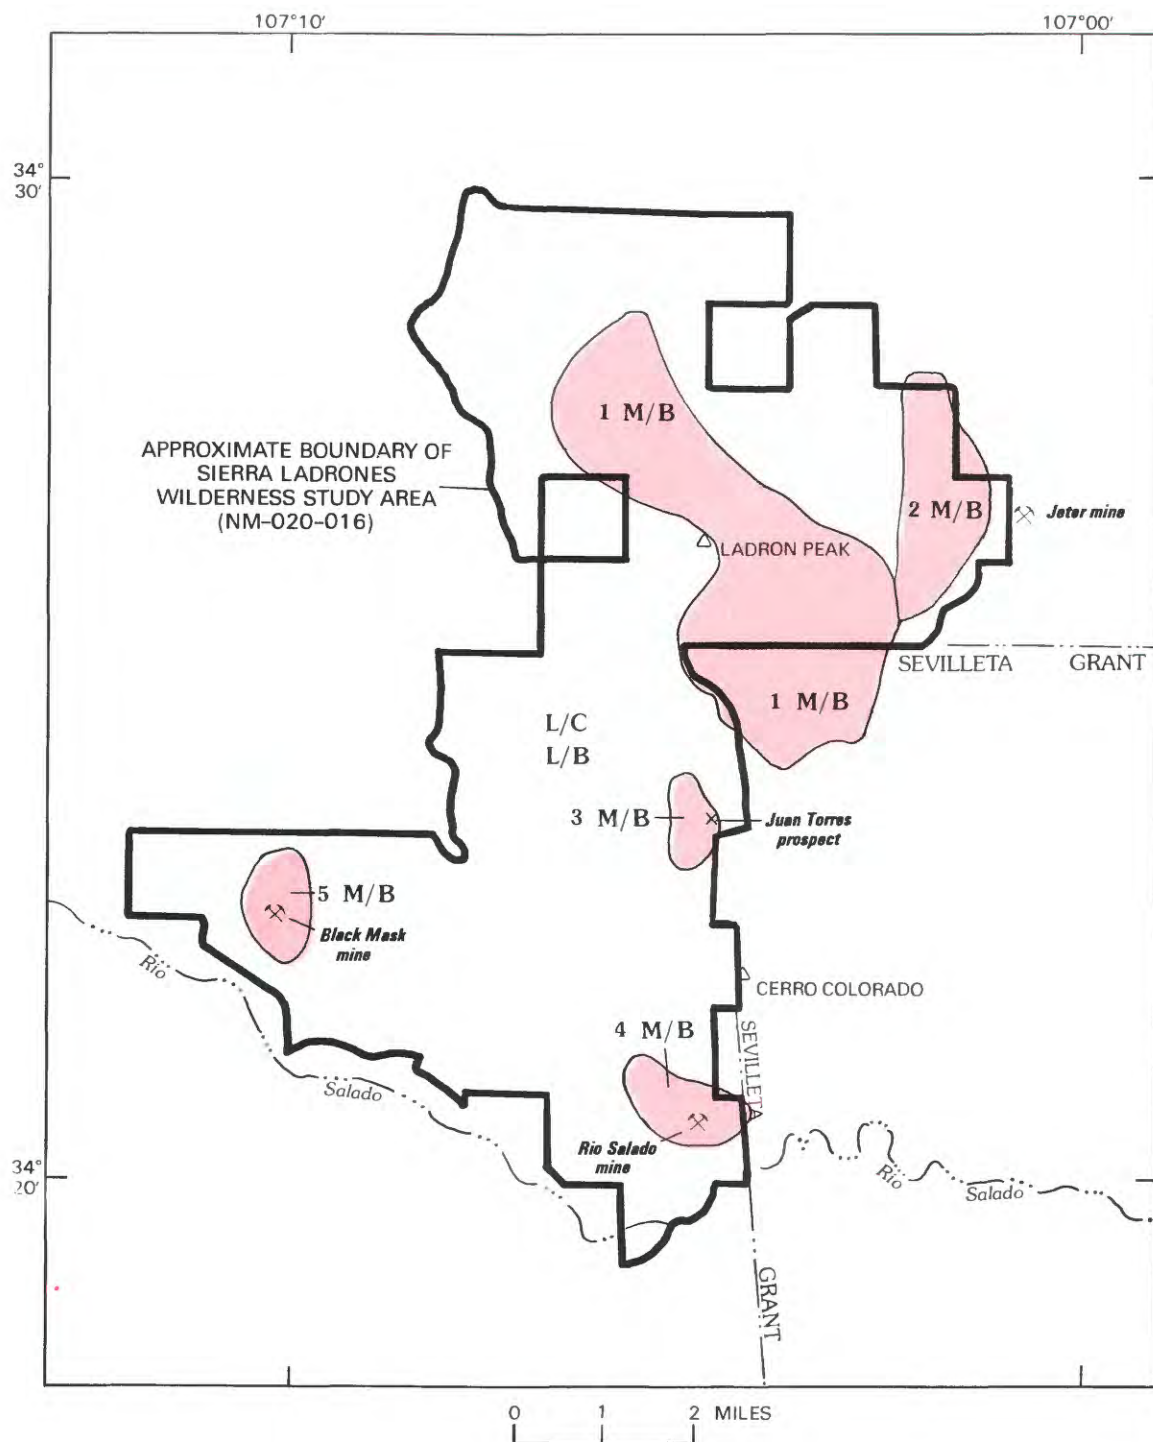 107°10'
107°00'
34°
30'
1 M/B
APPROXIMATE BOUNDARY OF
SIERRA LADRONES
WILDERNESS STUDY AREA
(NM-020-016)
2 M/B
Jeter mine
LADRON PEAK
SEVILLETA GRANT
1 M/B
L/C
L/B
3 M/B
Juan Torres
prospect
5 M/B
Black Mask
mine
Rio
CERRO COLORADO
4 M/B
SEVILLETA
Salado
Rio Salado
mine
34°
20'
Rio
Salado
GRANT
0 1 2 MILES